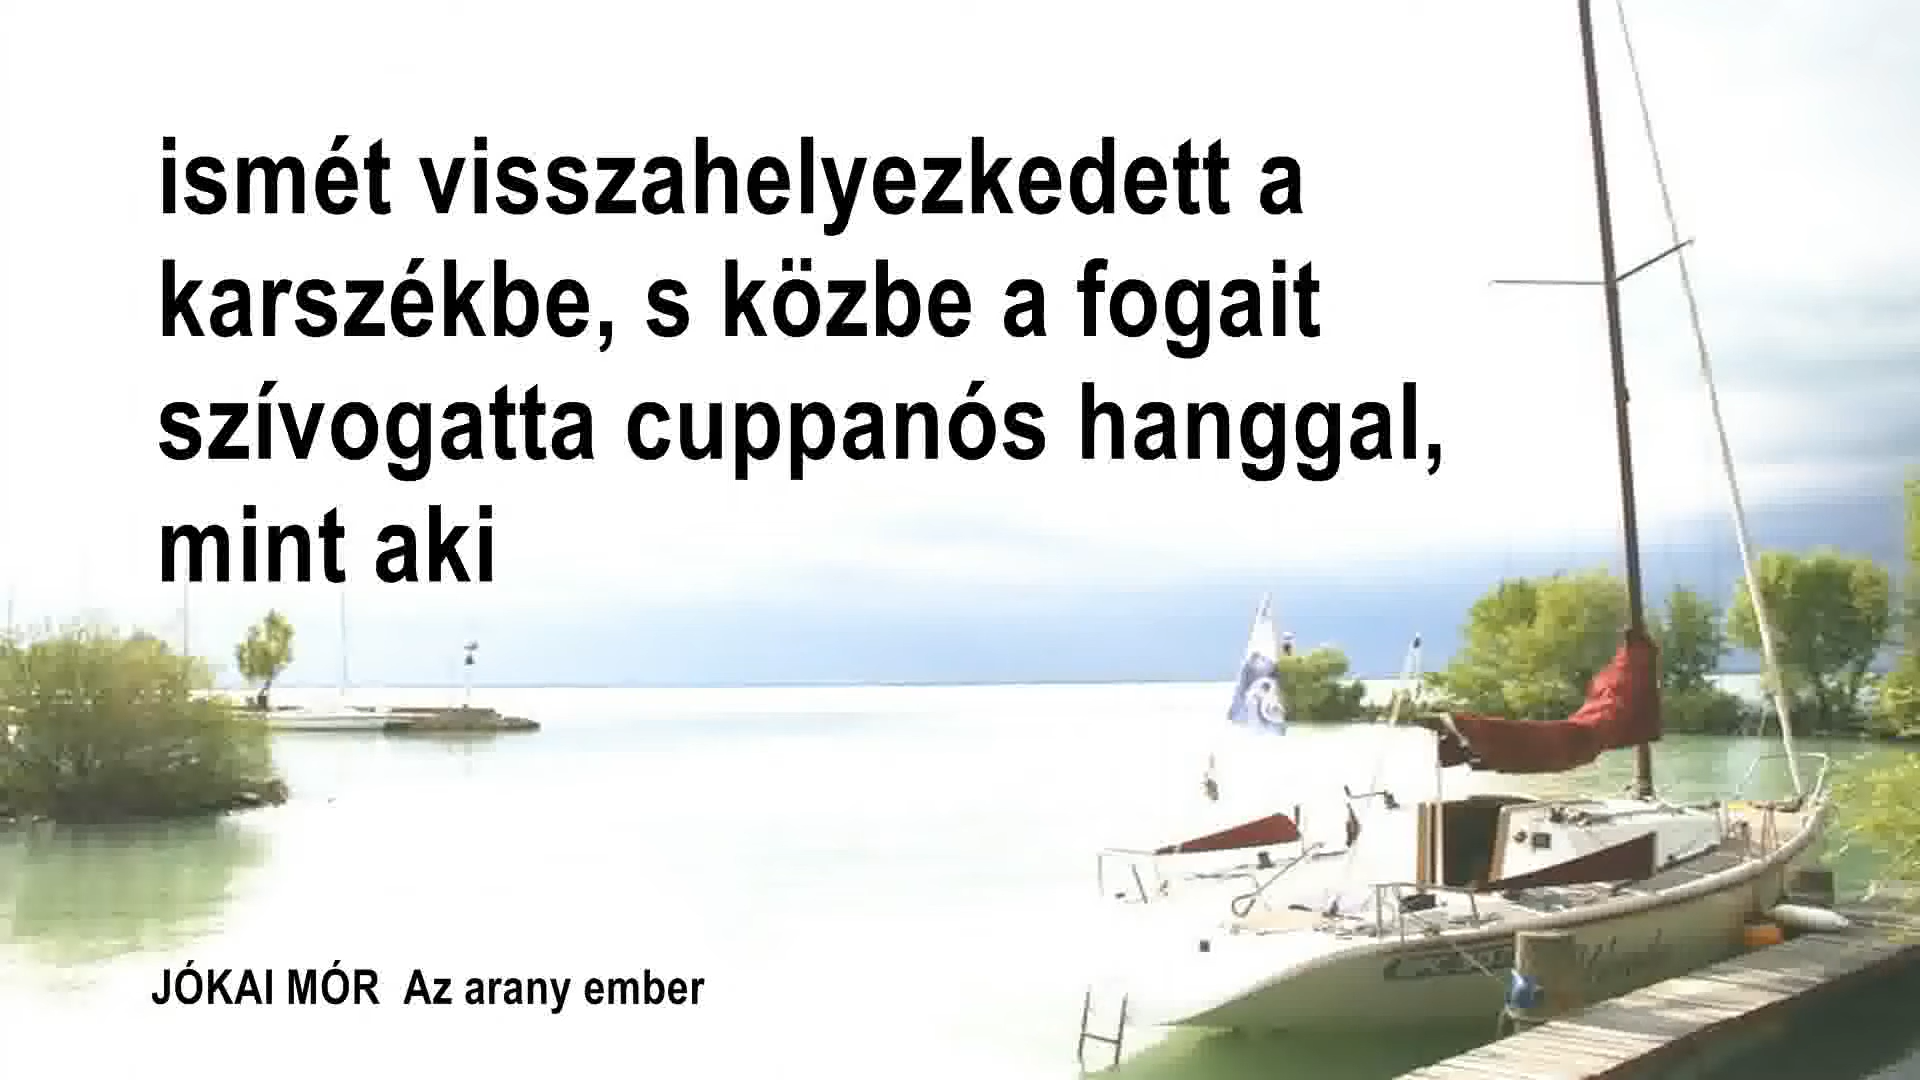 ismét visszahelyezkedett a
karszékbe, s közbe a fogait
szívogatta cuppanós hanggal,
mint aki
JÓKAI MÓR Az arany ember